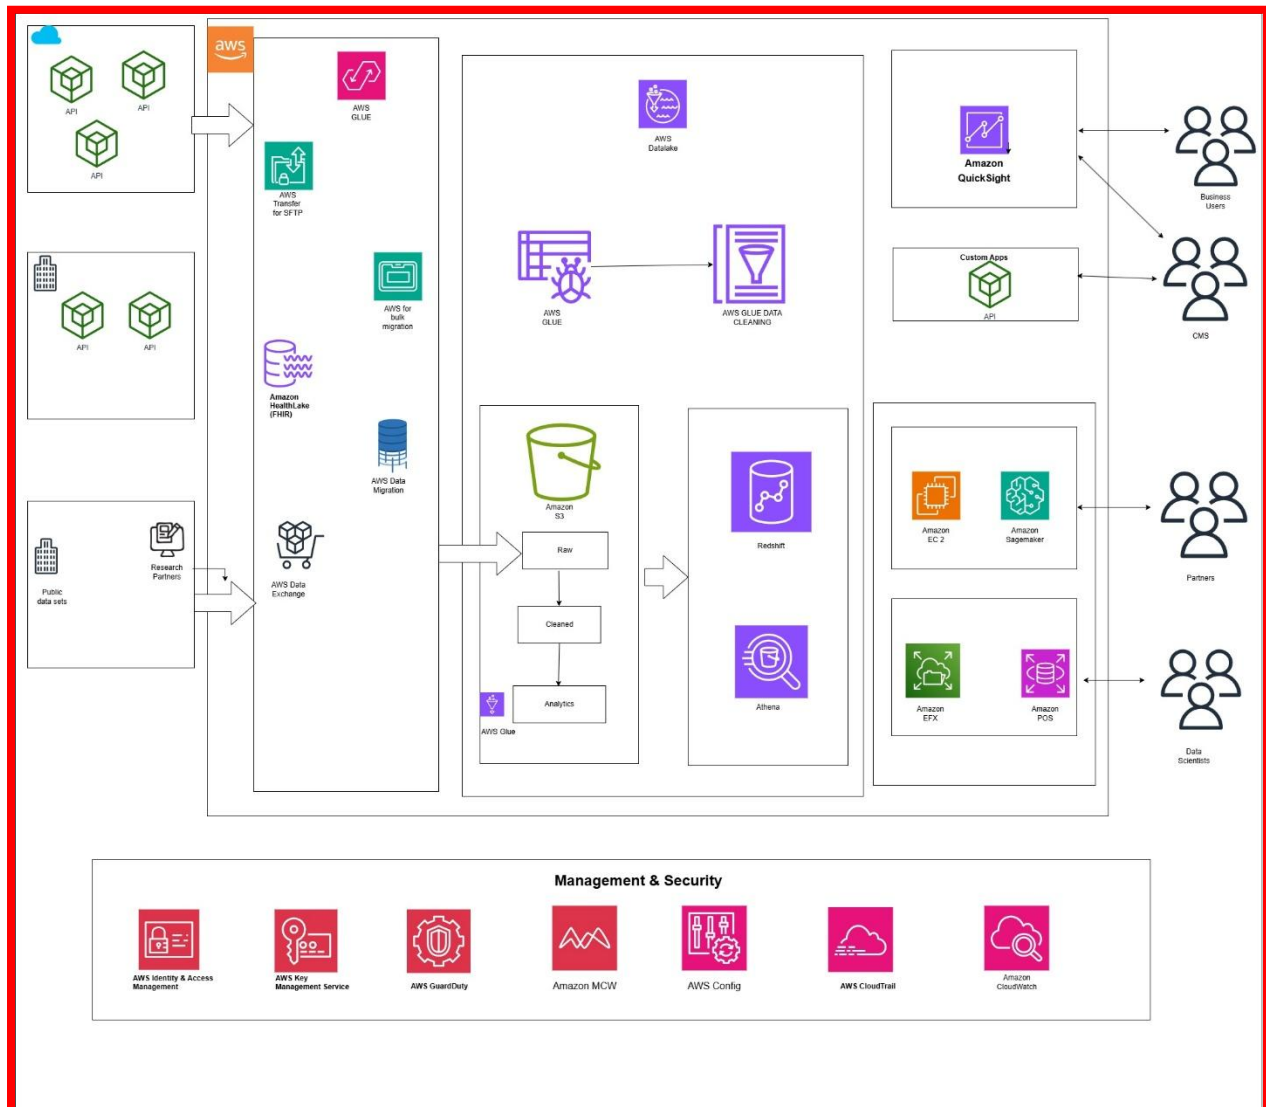 API
API
API
aws
AWS
GLUE
AWS
Transfer
for SFTP
AWS for
bulk
migration
Amazon
HealthLake
(FHIR)
AWS Data
Migration
AWS Data
Exchange
API
API
Public
data sets
Research
Partners
AWS
Datalake
AWS
GLUE
AWS GLUE DATA
CLEANING
Amazon
S3
Raw
Cleaned
Analytics
AWS Glue
Redshift
Athena
Amazon
QuickSight
Custom Apps
API
Amazon
EC 2
Amazon
Sagemaker
Amazon
EFX
Amazon
POS
Business
Users
CMS
Partners
Data
Scientists
Management & Security
AWS Identity & Access
Management
AWS Key
Management Service
AWS GuardDuty
Amazon MCW
AWS Config
AWS CloudTrail
Amazon
CloudWatch